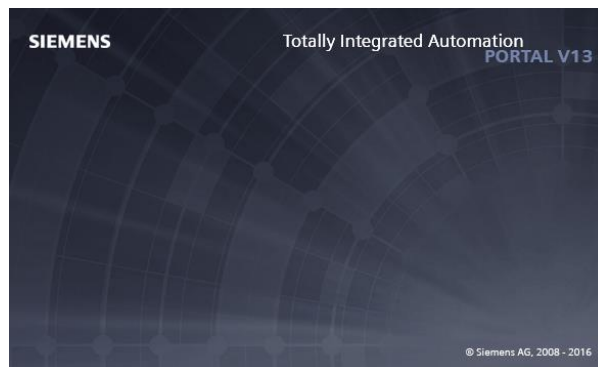 SIEMENS
Totally Integrated Automation
PORTAL V13
© Siemens AG, 2008 - 2016